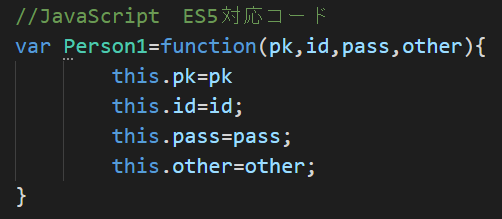 //JavaScript  ES5対応コード
var Person1=function(pk,id,pass,other){
        this.pk=pk
        this.id=id;
        this.pass=pass;
        this.other=other;
}